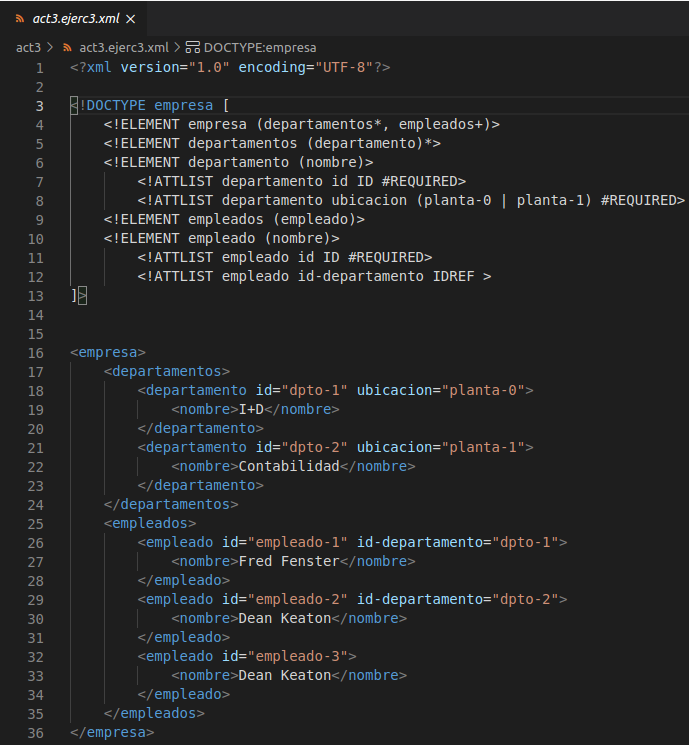 act3.ejerc3.xml ×
act3 > act3.ejerc3.xml > DOCTYPE:empresa
1 <?xml version="1.0" encoding="UTF-8"?>
2
3 <!DOCTYPE empresa [
4 <!ELEMENT empresa (departamentos*, empleados+)>
5 <!ELEMENT departamentos (departamento)*>
6 <!ELEMENT departamento (nombre)>
7 <!ATTLIST departamento id ID #REQUIRED>
8 <!ATTLIST departamento ubicacion (planta-0 | planta-1) #REQUIRED>
9 <!ELEMENT empleados (empleado)>
10 <!ELEMENT empleado (nombre)>
11 <!ATTLIST empleado id ID #REQUIRED>
12 <!ATTLIST empleado id-departamento IDREF >
13 ]>
14
15
16 <empresa>
17 <departamentos>
18 <departamento id="dpto-1" ubicacion="planta-0">
19 <nombre>I+D</nombre>
20 </departamento>
21 <departamento id="dpto-2" ubicacion="planta-1">
22 <nombre>Contabilidad</nombre>
23 </departamento>
24 </departamentos>
25 <empleados>
26 <empleado id="empleado-1" id-departamento="dpto-1">
27 <nombre>Fred Fenster</nombre>
28 </empleado>
29 <empleado id="empleado-2" id-departamento="dpto-2">
30 <nombre>Dean Keaton</nombre>
31 </empleado>
32 <empleado id="empleado-3">
33 <nombre>Dean Keaton</nombre>
34 </empleado>
35 </empleados>
36 </empresa>